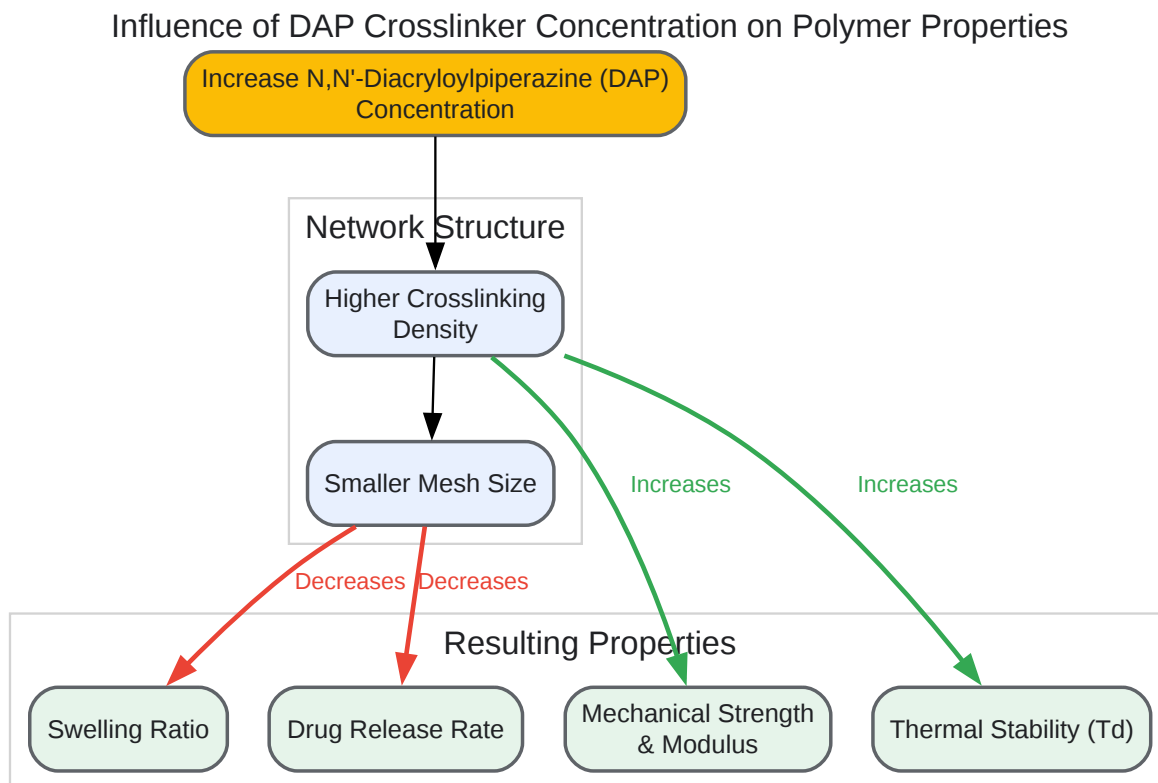 Influence of DAP Crosslinker Concentration on Polymer Properties
Increase N,N'-Diacryloylpiperazine (DAP)
Concentration
Network Structure
Higher Crosslinking
Density
Smaller Mesh Size
Increases
Increases
Decreases
Decreases
Resulting Properties
Swelling Ratio
Drug Release Rate
Mechanical Strength
& Modulus
Thermal Stability (Td)